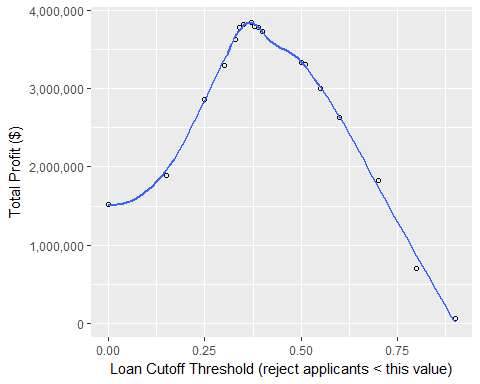 4,000,000
3,000,000
2,000,000
1,000,000
0
Total Profit ($)
0.00 0.25 0.50 0.75
Loan Cutoff Threshold (reject applicants < this value)